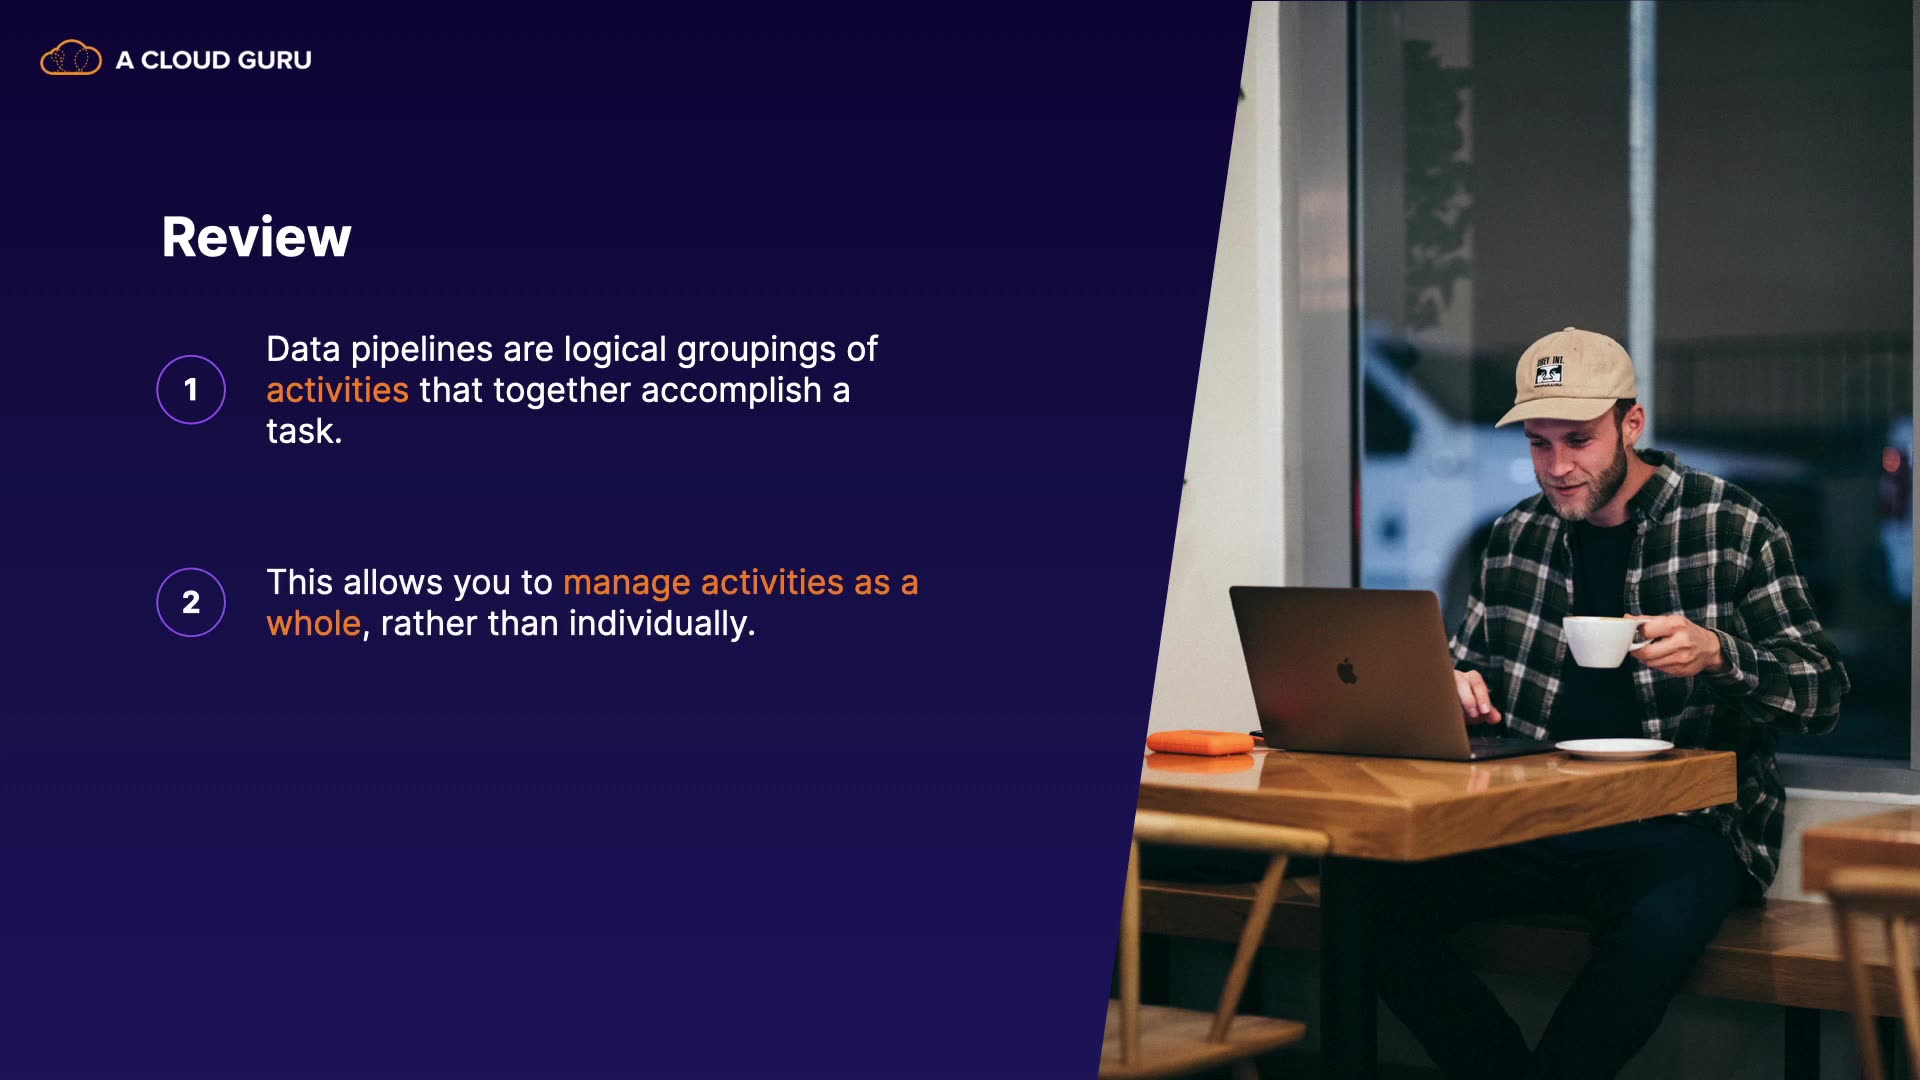 A CLOUD GURU
Review
1
Data pipelines are logical groupings of
activities that together accomplish a
task.
2
This allows you to manage activities as a
whole, rather than individually.
OBEY INT.